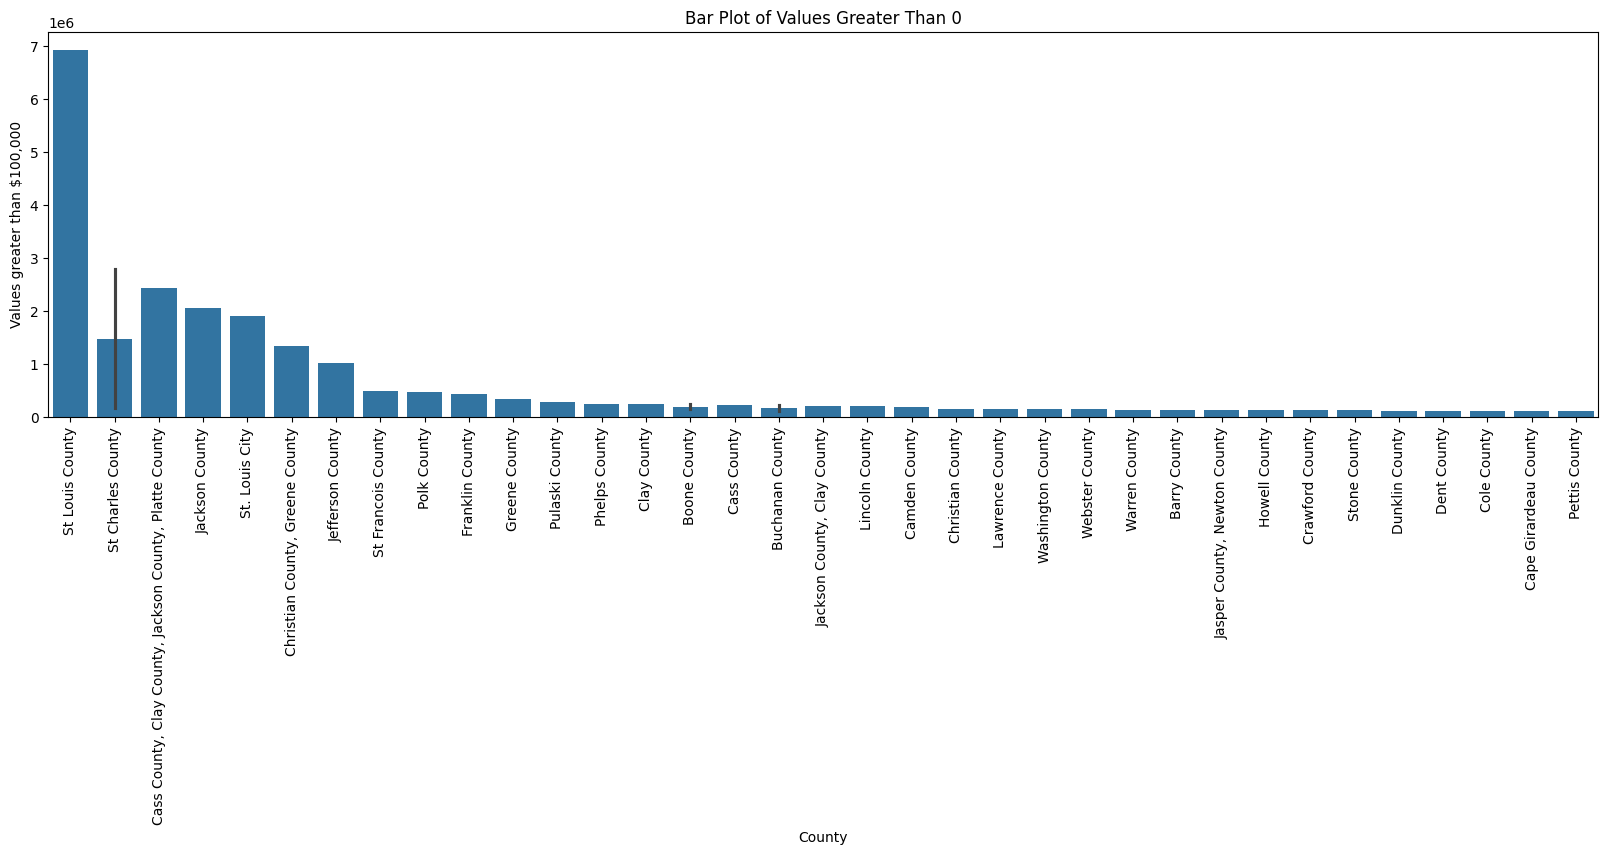 Bar Plot of Values Greater Than 0
1e6
Values greater than $100,000
7
6
5
4
3
2
1
0
St Louis County
St Charles County
Cass County, Clay County, Jackson County, Platte County
Jackson County
St. Louis City
Christian County, Greene County
Jefferson County
St Francois County
Polk County
Franklin County
Greene County
Pulaski County
Phelps County
Clay County
Boone County
Cass County
Buchanan County
Jackson County, Clay County
Lincoln County
Camden County
Christian County
Lawrence County
Washington County
Webster County
Warren County
Barry County
Jasper County, Newton County
Howell County
Crawford County
Stone County
Dunklin County
Dent County
Cole County
Cape Girardeau County
Pettis County
County